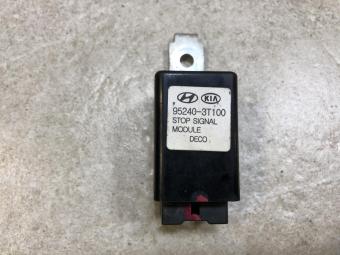 KIA
95240-3T100
STOP SIGNAL
MODULE
DECO